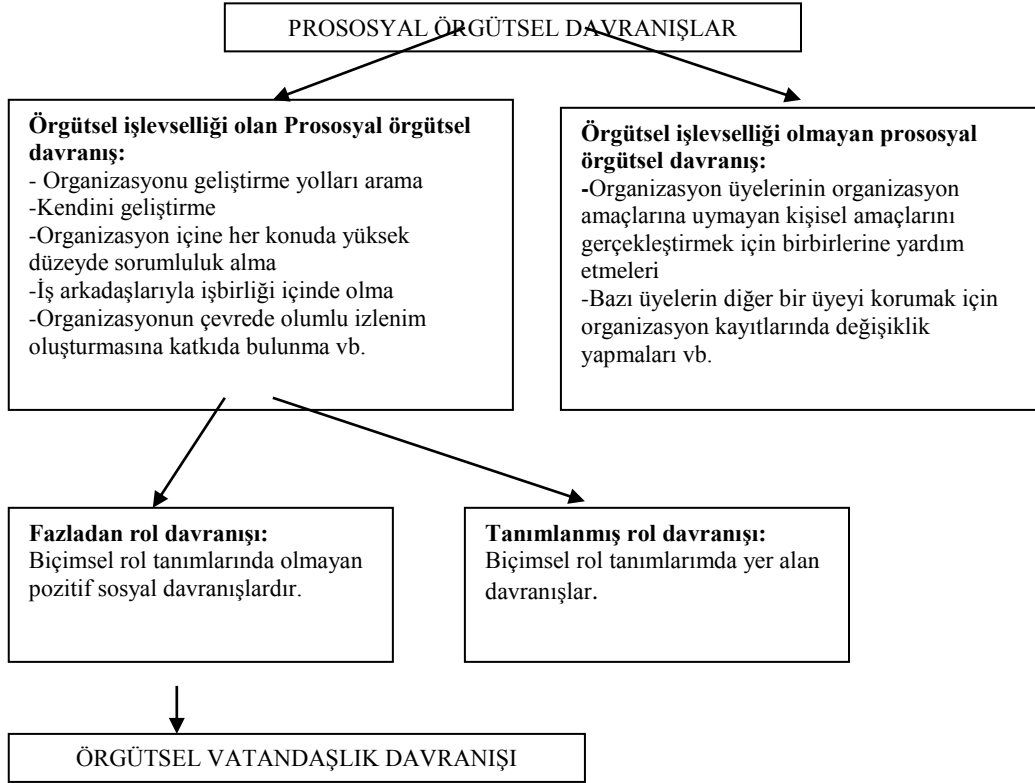 PROSOSYAL ÖRGÜTSEL DAVRANIŞLAR
Örgütsel işlevselliği olan Prososyal örgütsel
davranış:
- Organizasyonu geliştirme yolları arama
-Kendini geliştirme
-Organizasyon içine her konuda yüksek
düzeyde sorumluluk alma
-İş arkadaşlarıyla işbirliği içinde olma
-Organizasyonun çevrede olumlu izlenim
oluşturmasına katkıda bulunma vb.
Örgütsel işlevselliği olmayan prososyal
örgütsel davranış:
-Organizasyon üyelerinin organizasyon
amaçlarına uymayan kişisel amaçlarını
gerçekleştirmek için birbirlerine yardım
etmeleri
-Bazı üyelerin diğer bir üyeyi korumak için
organizasyon kayıtlarında değişiklik
yapmaları vb.
Fazladan rol davranışı:
Biçimsel rol tanımlarında olmayan
pozitif sosyal davranışlardır.
Tanımlanmış rol davranışı:
Biçimsel rol tanımlarımda yer alan
davranışlar.
ÖRGÜTSEL VATANDAŞLIK DAVRANIŞI